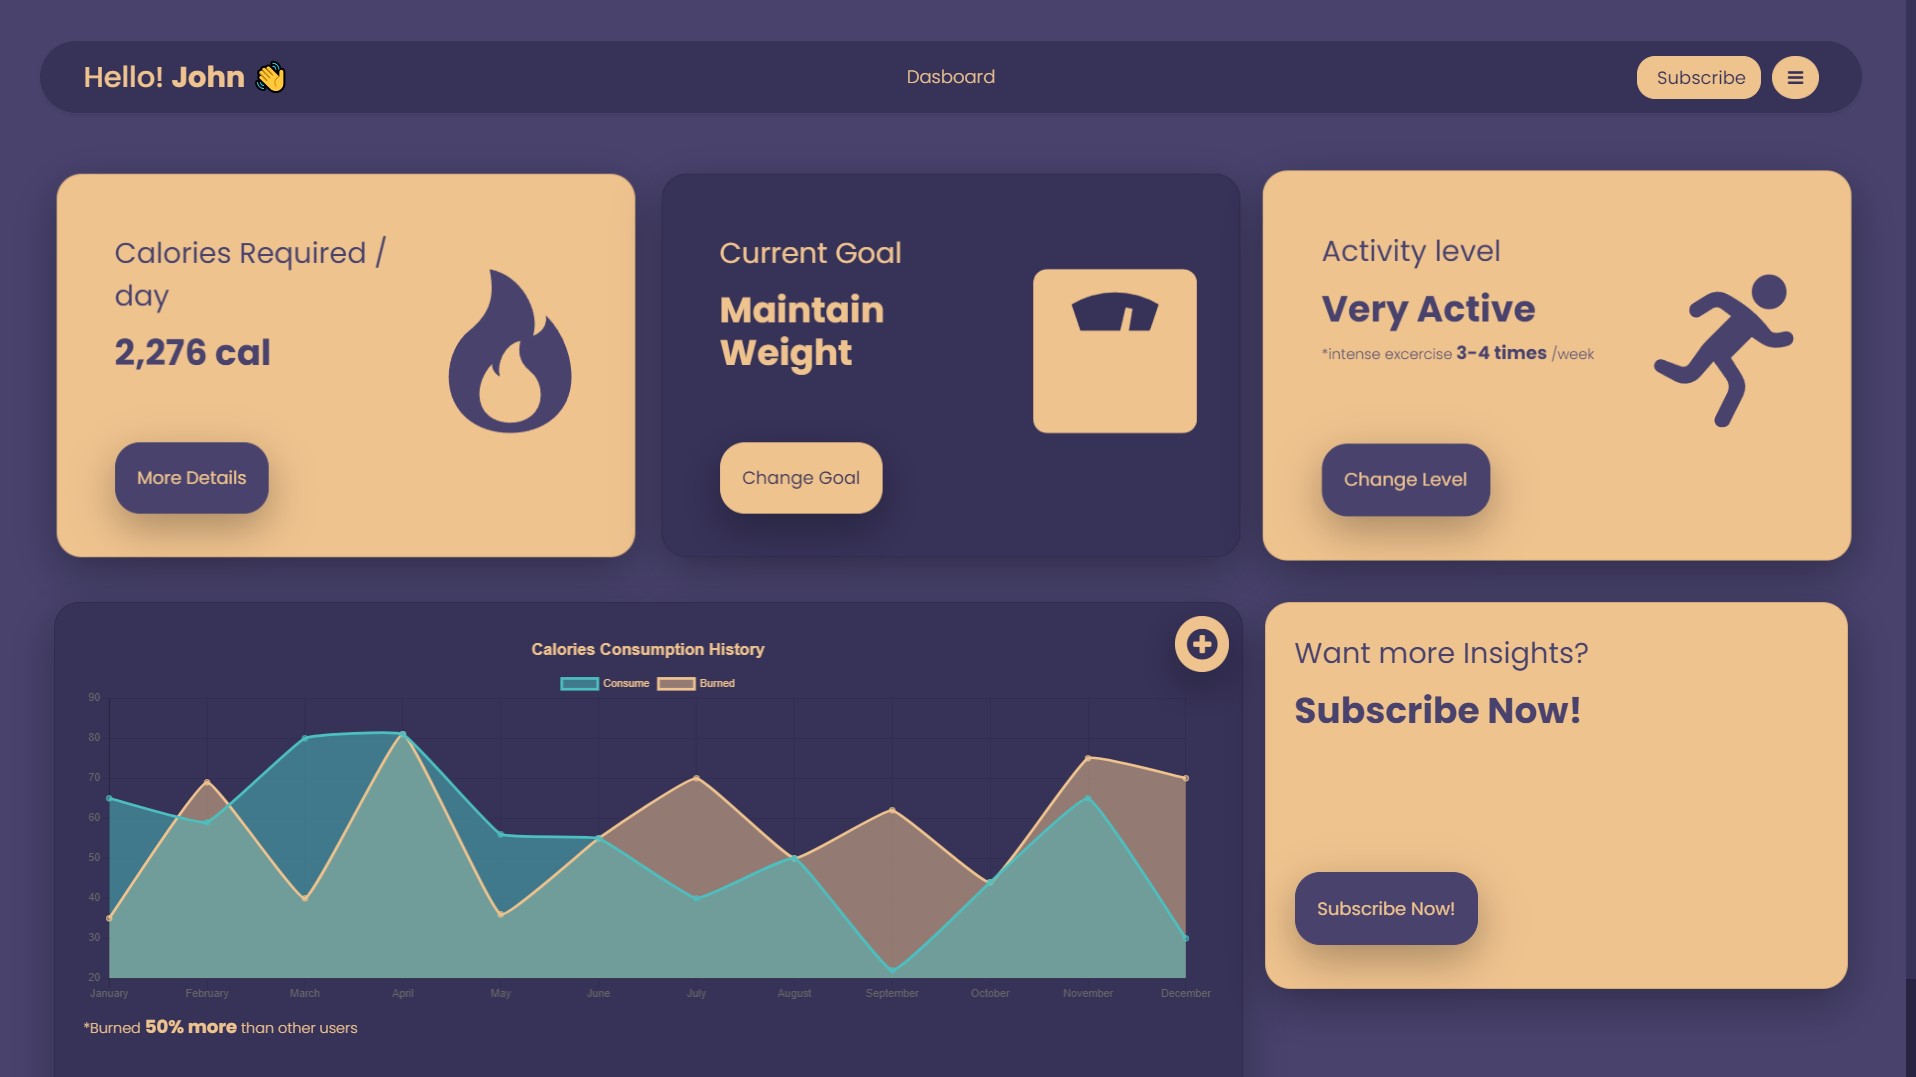 Hello! John 👋
Dasboard
Subscribe
Calories Required /
day
2,276 cal
More Details
Current Goal
Maintain
Weight
Change Goal
Activity level
Very Active
*intense excercise 3-4 times /week
Change Level
Calories Consumption History
Consume Burned
90
80
70
60
50
40
30
20
January February March April May June July August September October November December
*Burned 50% more than other users
Want more Insights?
Subscribe Now!
Subscribe Now!